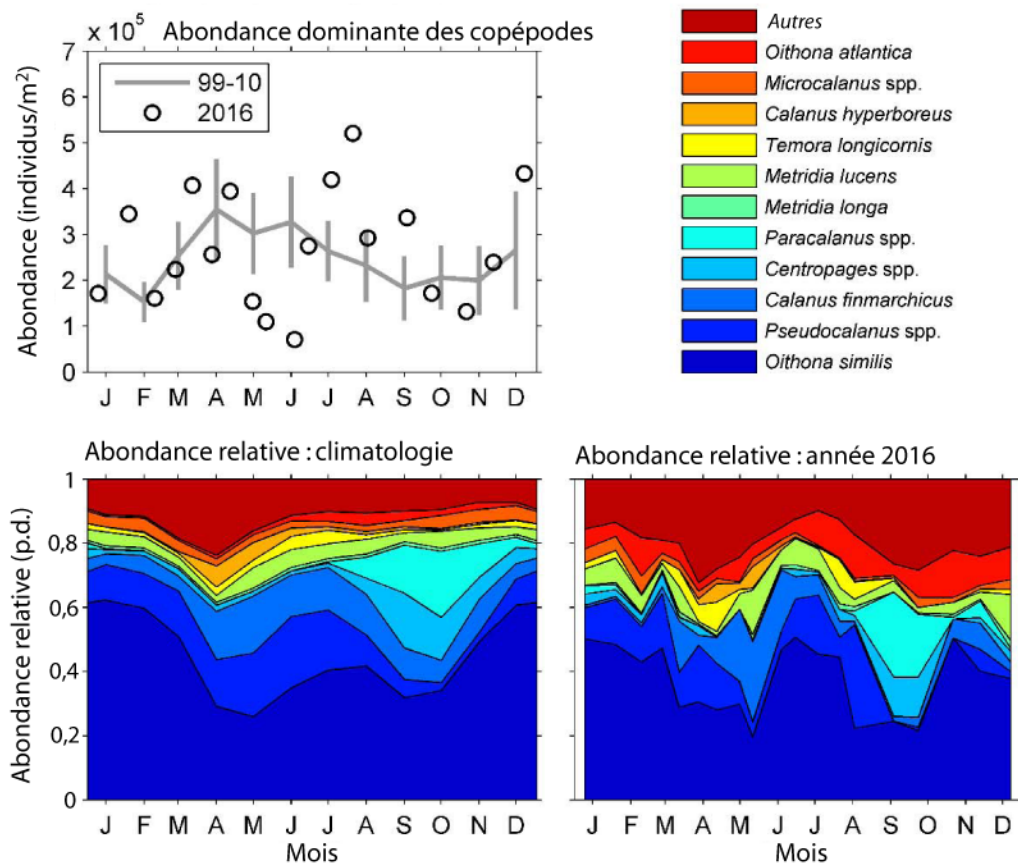 × 10⁵ Abondance dominante des copépodes
Abondance (individus/m²)
7
6
5
4
3
2
1
0
99-10
2016
J F M A M J J A S O N D
Autres
Oithona atlantica
Microcalanus spp.
Calanus hyperboreus
Temora longicornis
Metridia lucens
Metridia longa
Paracalanus spp.
Centropages spp.
Calanus finmarchicus
Pseudocalanus spp.
Oithona similis
Abondance relative : climatologie
Abondance relative (p.d.)
1
0,8
0,6
0,4
0,2
0
J F M A M J J A S O N D
Mois
Abondance relative : année 2016
J F M A M J J A S O N D
Mois